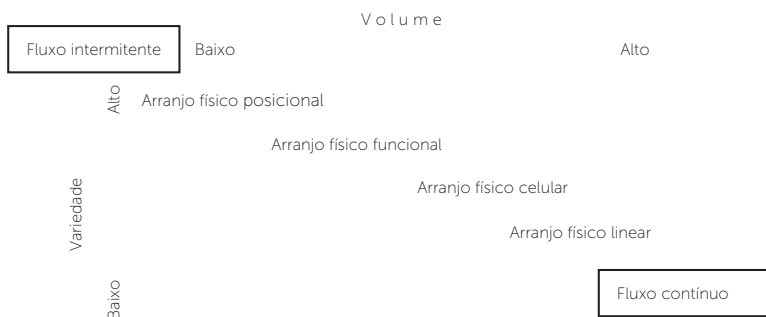 Volume
Fluxo intermitente Baixo Alto
Alto
Arranjo físico posicional
Arranjo físico funcional
Arranjo físico celular
Variedade
Arranjo físico linear
Baixo
Fluxo contínuo